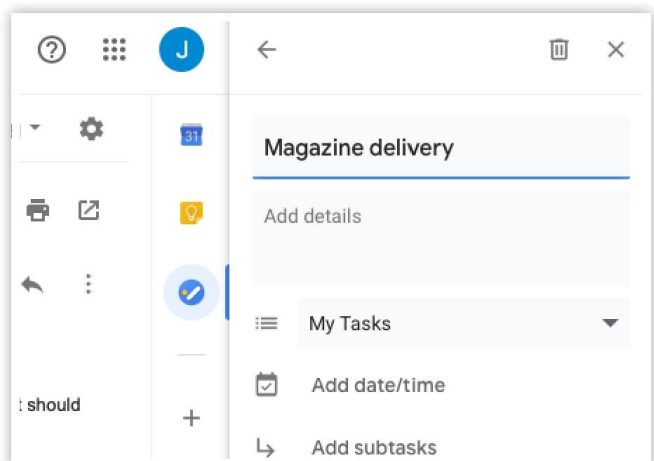 J
31
Magazine delivery
Add details
My Tasks
Add date/time
t should
Add subtasks